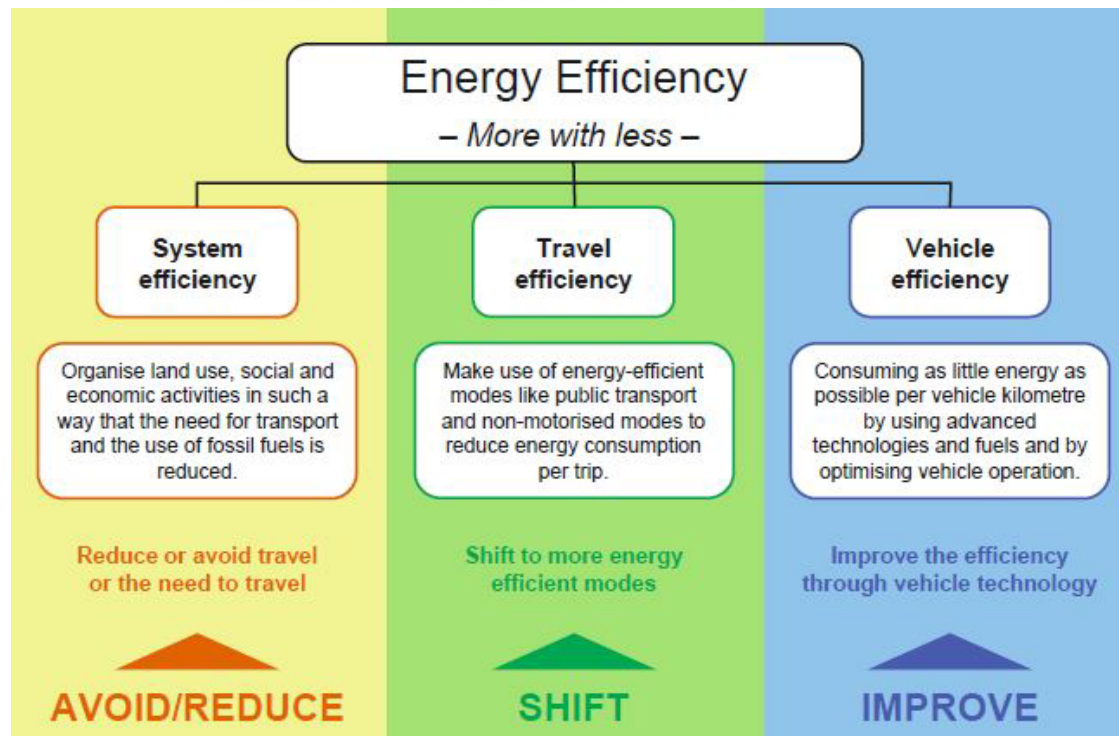 Energy Efficiency
– More with less –
System
efficiency
Organise land use, social and
economic activities in such a
way that the need for transport
and the use of fossil fuels is
reduced.
Reduce or avoid travel
or the need to travel
AVOID/REDUCE
Travel
efficiency
Make use of energy-efficient
modes like public transport
and non-motorised modes to
reduce energy consumption
per trip.
Shift to more energy
efficient modes
SHIFT
Vehicle
efficiency
Consuming as little energy as
possible per vehicle kilometre
by using advanced
technologies and fuels and by
optimising vehicle operation.
Improve the efficiency
through vehicle technology
IMPROVE